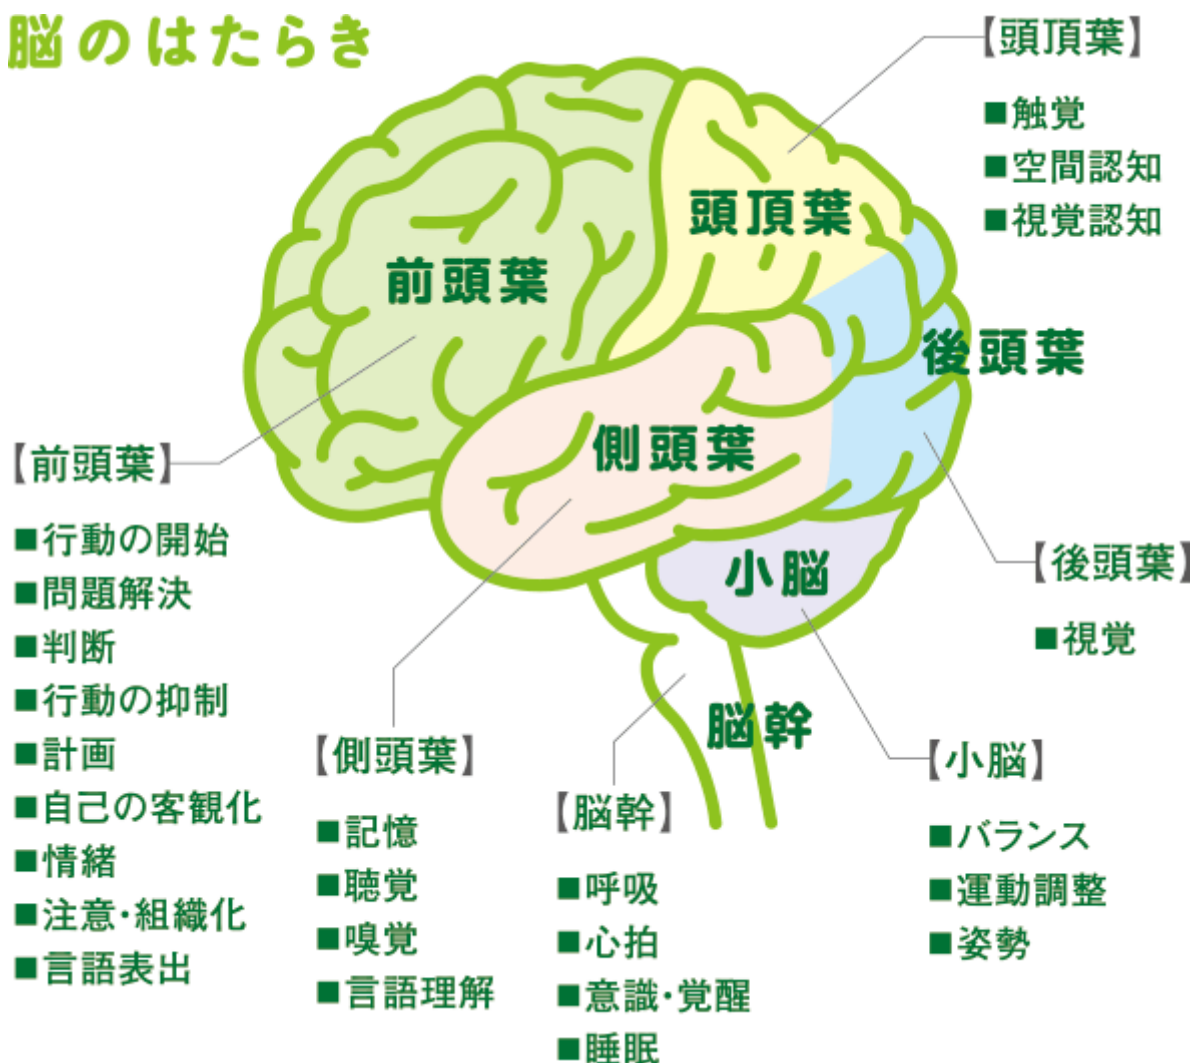 脳のはたらき
【頭頂葉】
■触覚
■空間認知
■視覚認知
頭頂葉
前頭葉
後頭葉
側頭葉
小脳
脳幹
【前頭葉】
■行動の開始
■問題解決
■判断
■行動の抑制
■計画
■自己の客観化
■情緒
■注意・組織化
■言語表出
【側頭葉】
■記憶
■聴覚
■嗅覚
■言語理解
【脳幹】
■呼吸
■心拍
■意識・覚醒
■睡眠
【後頭葉】
■視覚
【小脳】
■バランス
■運動調整
■姿勢